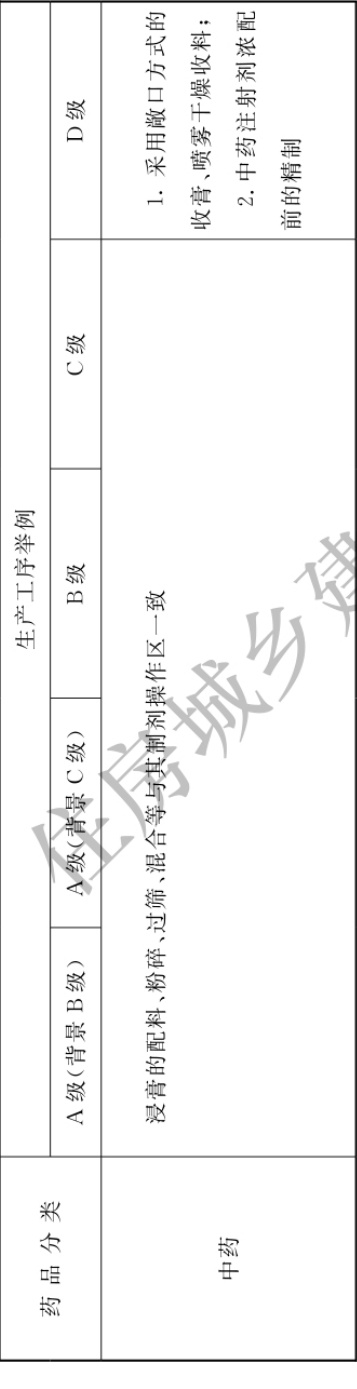 药品分类
生产工序举例
A级(背景B级)
A级(背景C级)
B级
C级
D级
中药
浸膏的配料、粉碎、过筛、混合等与其制剂操作区一致
1. 采用敞口方式的
收膏、喷雾干燥收料;
2. 中药注射剂浓配
前的精制
住房城乡建